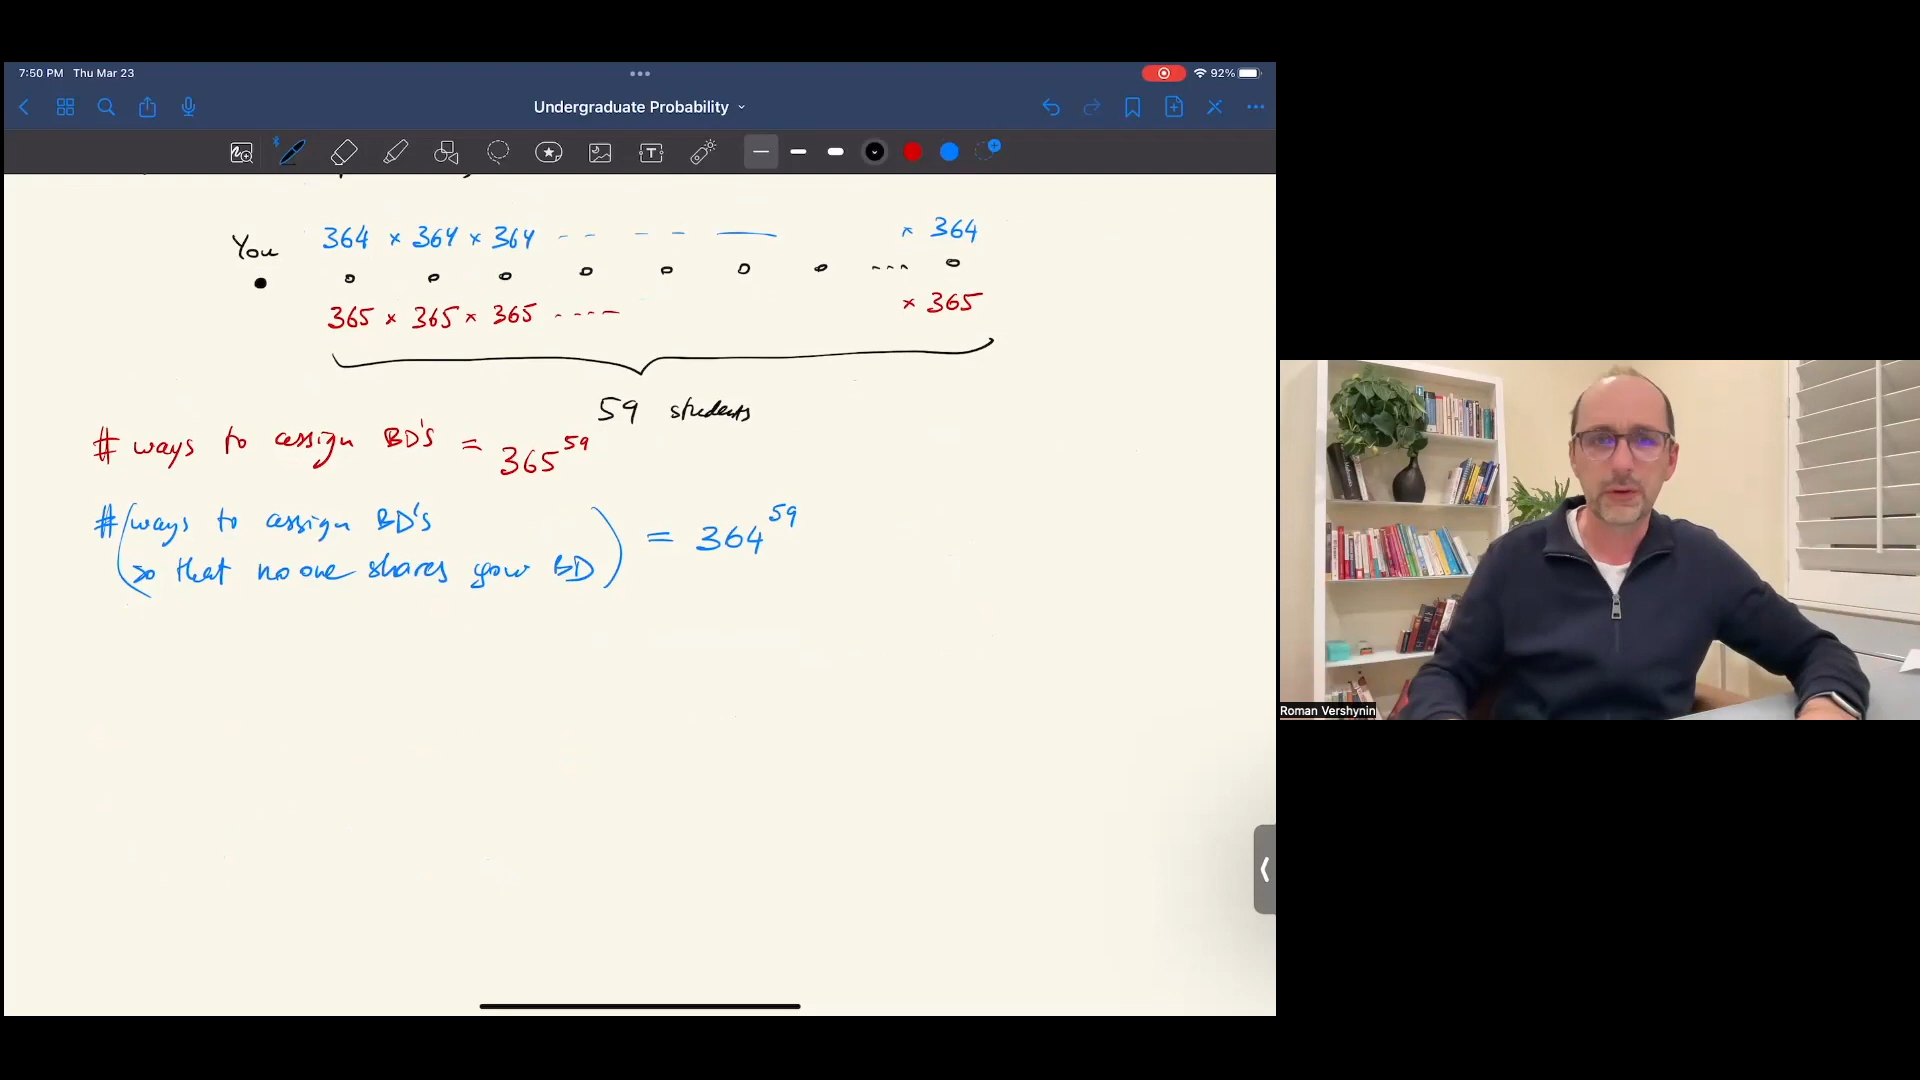 7:50 PM Thu Mar 23
92%
Undergraduate Probability
You 364 × 364 × 364 -- -- — × 364
365 × 365 × 365 ---- × 365
59 students
# ways to assign BD's = 365^59
# (ways to assign BD's
so that no one shares your BD) = 364^59
Roman Vershynin